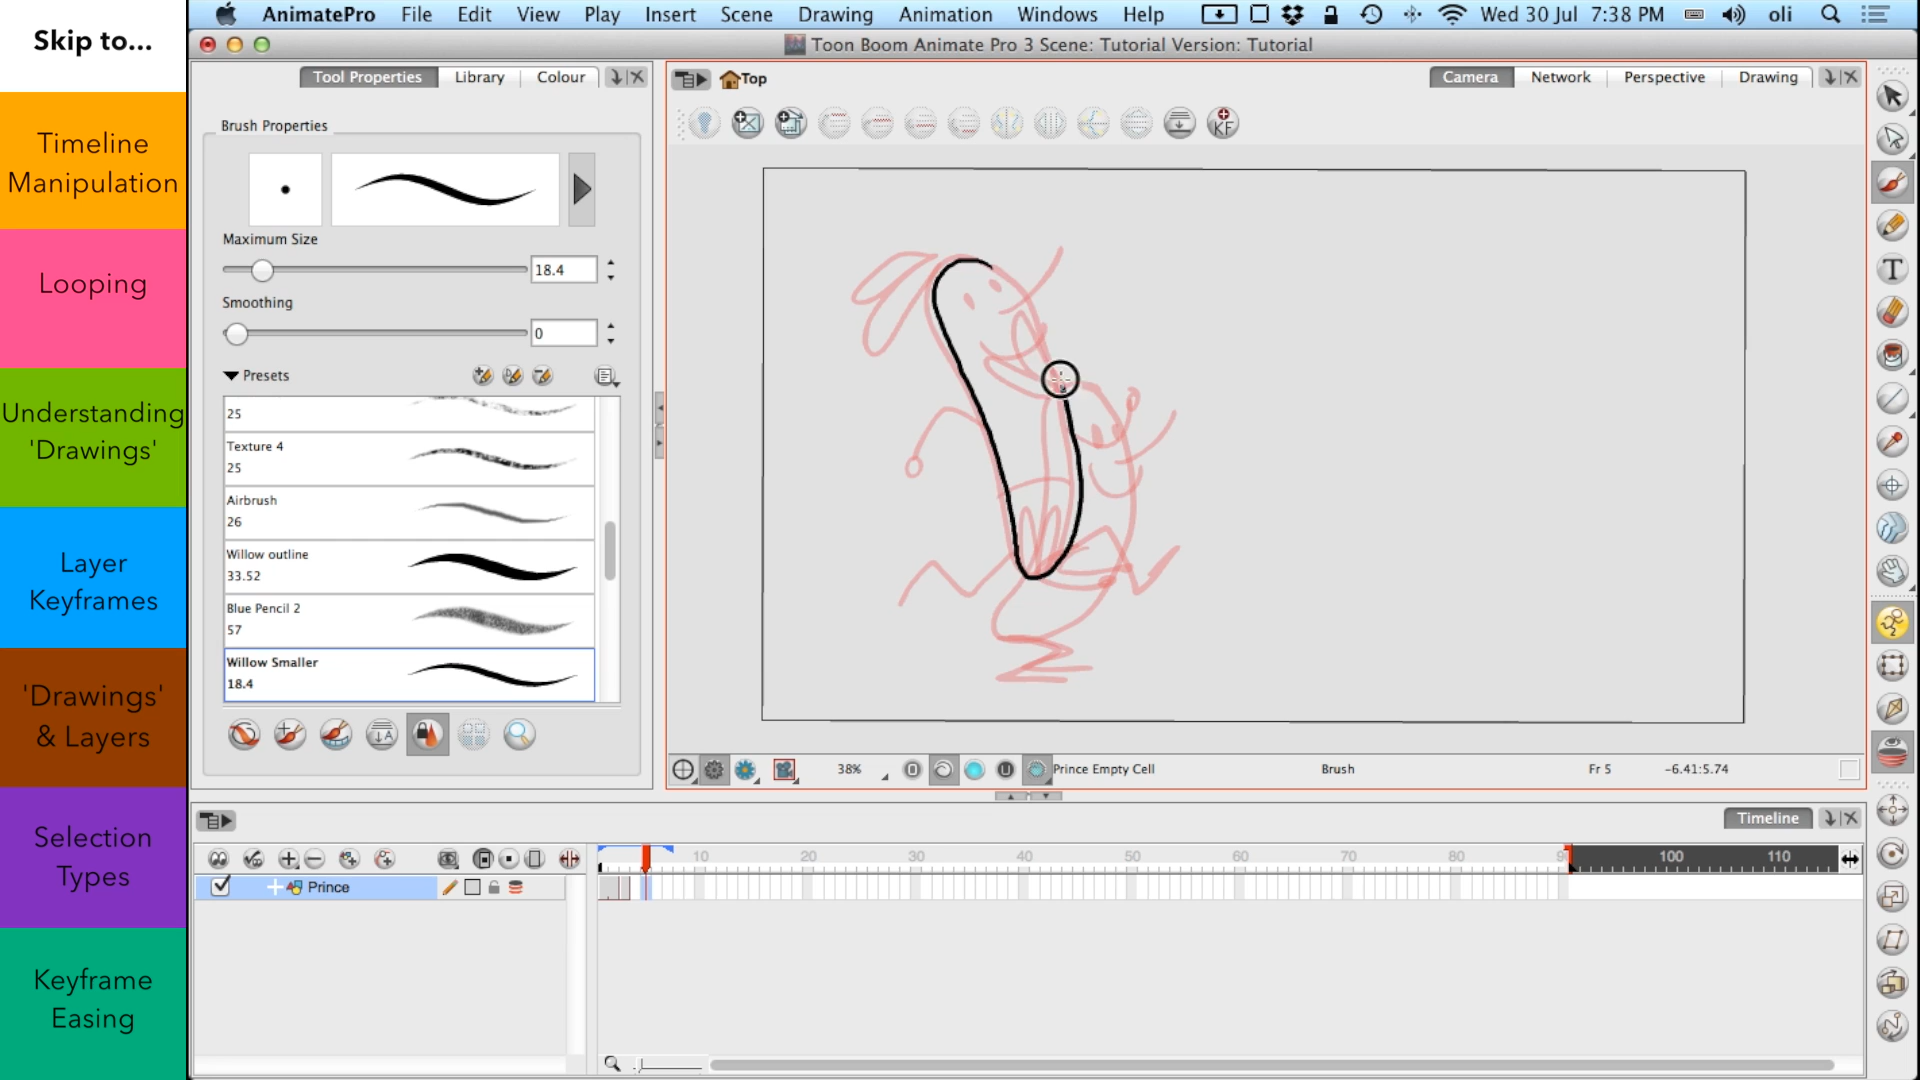 AnimatePro File Edit View Play Insert Scene Drawing Animation Windows Help Wed 30 Jul 7:38 PM oli
Toon Boom Animate Pro 3 Scene: Tutorial Version: Tutorial
Skip to...
Timeline
Manipulation
Looping
Understanding
'Drawings'
Layer
Keyframes
'Drawings'
& Layers
Selection
Types
Keyframe
Easing
Tool Properties Library Colour
Brush Properties
Maximum Size
18.4
Smoothing
0
Presets
25
Texture 4
25
Airbrush
26
Willow outline
33.52
Blue Pencil 2
57
Willow Smaller
18.4
Top
Camera Network Perspective Drawing
KF
T
38% Prince Empty Cell Brush Fr 5 -6.41:5.74
Timeline
10 20 30 40 50 60 70 80 100 110
Prince